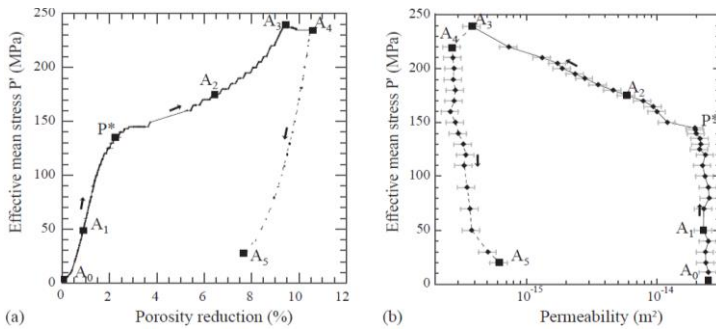 250
200
150
100
50
0
Effective mean stress P' (MPa)
A3
A4
A2
P*
A1
A0
A5
0 2 4 6 8 10 12
(a) Porosity reduction (%)
250
200
150
100
50
0
Effective mean stress P' (MPa)
A3
A4
A2
P*
A1
A0
A5
10⁻¹⁵ 10⁻¹⁴
(b) Permeability (m²)